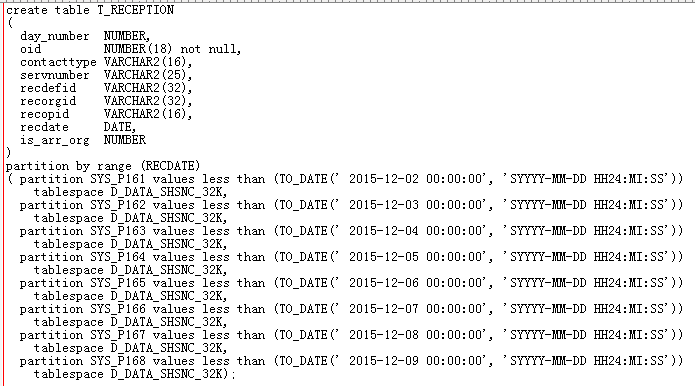 create table T_RECEPTION
(
  day_number  NUMBER,
  oid         NUMBER(18) not null,
  contacttype VARCHAR2(16),
  servnumber  VARCHAR2(25),
  recdefid    VARCHAR2(32),
  recorgid    VARCHAR2(32),
  recopid     VARCHAR2(16),
  recdate     DATE,
  is_arr_org  NUMBER
)
partition by range (RECDATE)
( partition SYS_P161 values less than (TO_DATE(' 2015-12-02 00:00:00', 'SYYYY-MM-DD HH24:MI:SS'))
    tablespace D_DATA_SHSNC_32K,
  partition SYS_P162 values less than (TO_DATE(' 2015-12-03 00:00:00', 'SYYYY-MM-DD HH24:MI:SS'))
    tablespace D_DATA_SHSNC_32K,
  partition SYS_P163 values less than (TO_DATE(' 2015-12-04 00:00:00', 'SYYYY-MM-DD HH24:MI:SS'))
    tablespace D_DATA_SHSNC_32K,
  partition SYS_P164 values less than (TO_DATE(' 2015-12-05 00:00:00', 'SYYYY-MM-DD HH24:MI:SS'))
    tablespace D_DATA_SHSNC_32K,
  partition SYS_P165 values less than (TO_DATE(' 2015-12-06 00:00:00', 'SYYYY-MM-DD HH24:MI:SS'))
    tablespace D_DATA_SHSNC_32K,
  partition SYS_P166 values less than (TO_DATE(' 2015-12-07 00:00:00', 'SYYYY-MM-DD HH24:MI:SS'))
    tablespace D_DATA_SHSNC_32K,
  partition SYS_P167 values less than (TO_DATE(' 2015-12-08 00:00:00', 'SYYYY-MM-DD HH24:MI:SS'))
    tablespace D_DATA_SHSNC_32K,
  partition SYS_P168 values less than (TO_DATE(' 2015-12-09 00:00:00', 'SYYYY-MM-DD HH24:MI:SS'))
    tablespace D_DATA_SHSNC_32K);